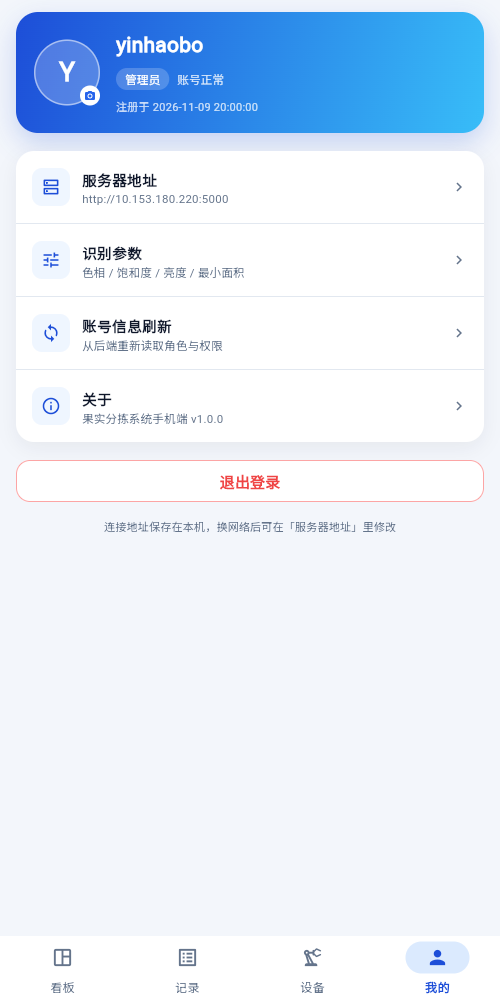 Y
yinhaobo
管理员 账号正常
注册于 2026-11-09 20:00:00
服务器地址
http://10.153.180.220:5000
识别参数
色相 / 饱和度 / 亮度 / 最小面积
账号信息刷新
从后端重新读取角色与权限
关于
果实分拣系统手机端 v1.0.0
退出登录
连接地址保存在本机，换网络后可在「服务器地址」里修改
看板 记录 设备 我的